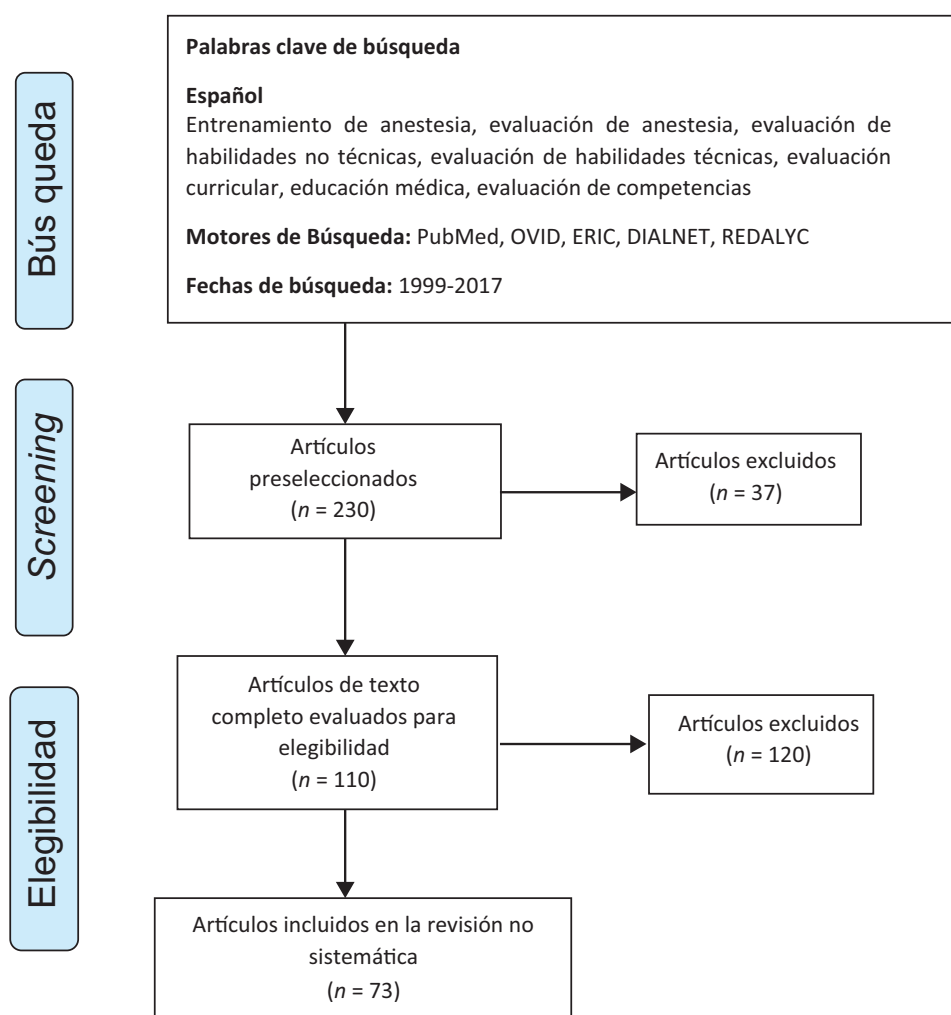 Bús queda
Palabras clave de búsqueda
Español
Entrenamiento de anestesia, evaluación de anestesia, evaluación de
habilidades no técnicas, evaluación de habilidades técnicas, evaluación
curricular, educación médica, evaluación de competencias
Motores de Búsqueda: PubMed, OVID, ERIC, DIALNET, REDALYC
Fechas de búsqueda: 1999-2017
Screening
Artículos
preseleccionados
(n = 230)
Artículos excluidos
(n = 37)
Elegibilidad
Artículos de texto
completo evaluados para
elegibilidad
(n = 110)
Artículos excluidos
(n = 120)
Artículos incluidos en la revisión no
sistemática
(n = 73)